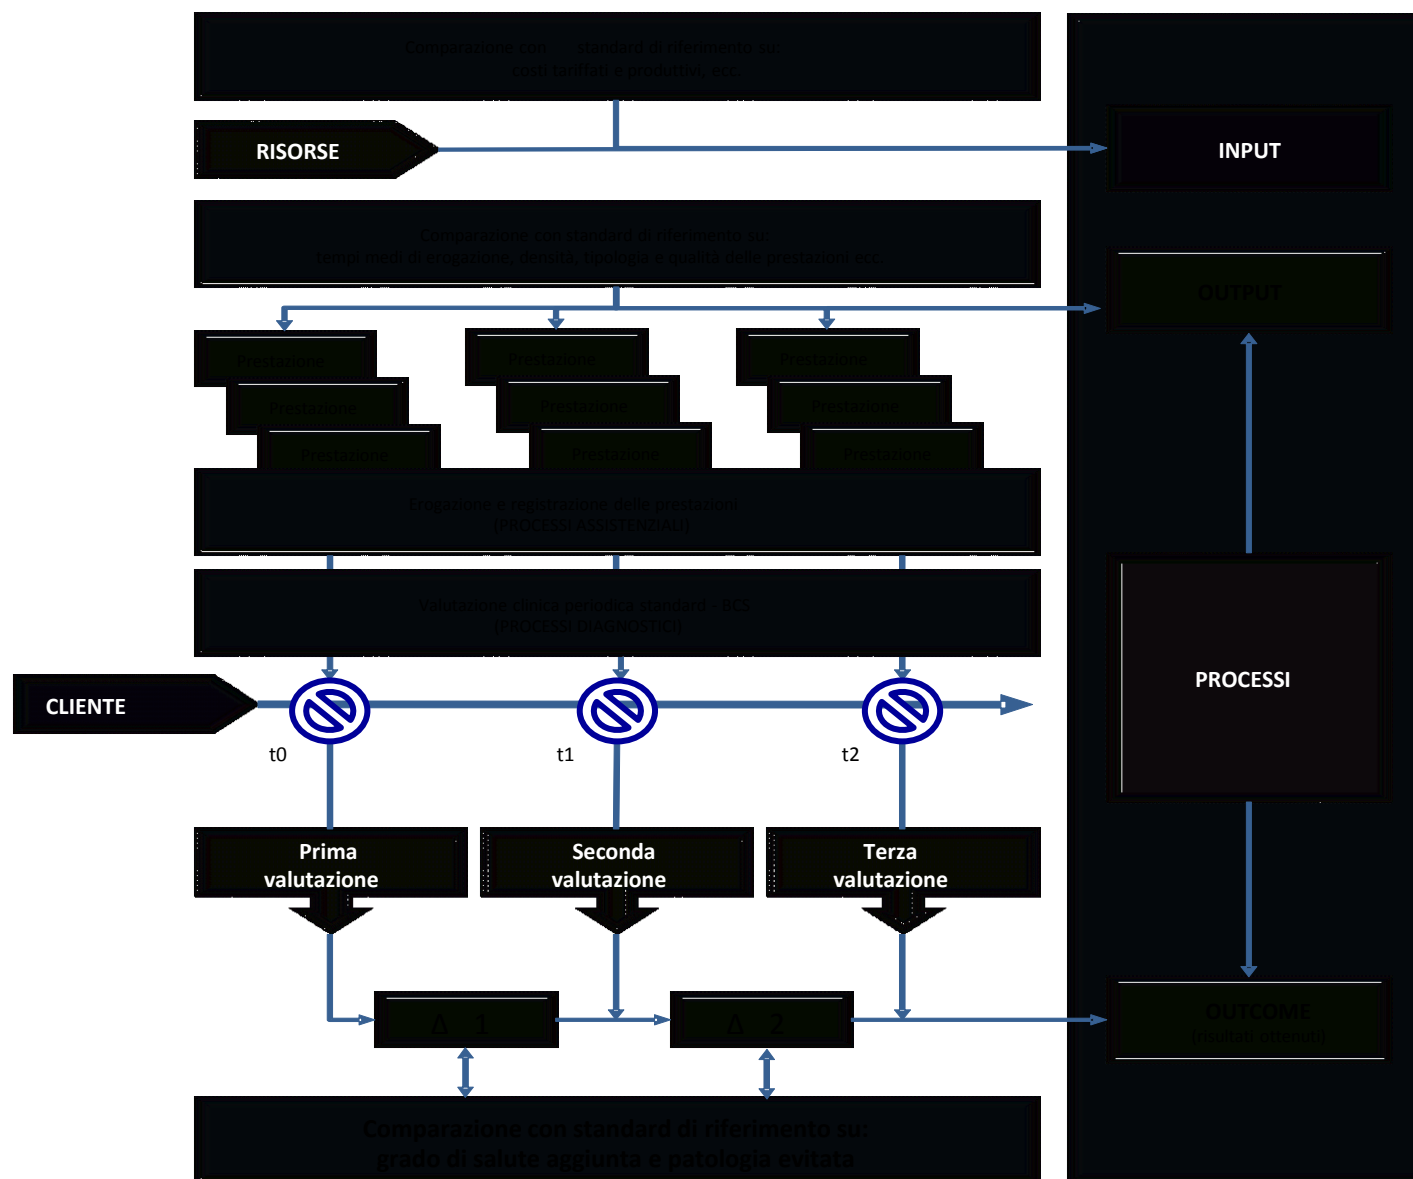 Comparazione con standard di riferimento su:
costi tariffati e produttivi, ecc.
RISORSE
INPUT
Comparazione con standard di riferimento su:
tempi medi di erogazione, densità, tipologia e qualità delle prestazioni ecc.
OUTPUT
Prestazione
Prestazione
Prestazione
Prestazione
Prestazione
Prestazione
Prestazione
Prestazione
Prestazione
Erogazione e registrazione delle prestazioni
(PROCESSI ASSISTENZIALI)
Valutazione clinica periodica standard - BCS
(PROCESSI DIAGNOSTICI)
PROCESSI
CLIENTE
t0
t1
t2
Prima
valutazione
Seconda
valutazione
Terza
valutazione
Δ 1
Δ 2
OUTCOME
(risultati ottenuti)
Comparazione con standard di riferimento su:
grado di salute aggiunta e patologia evitata